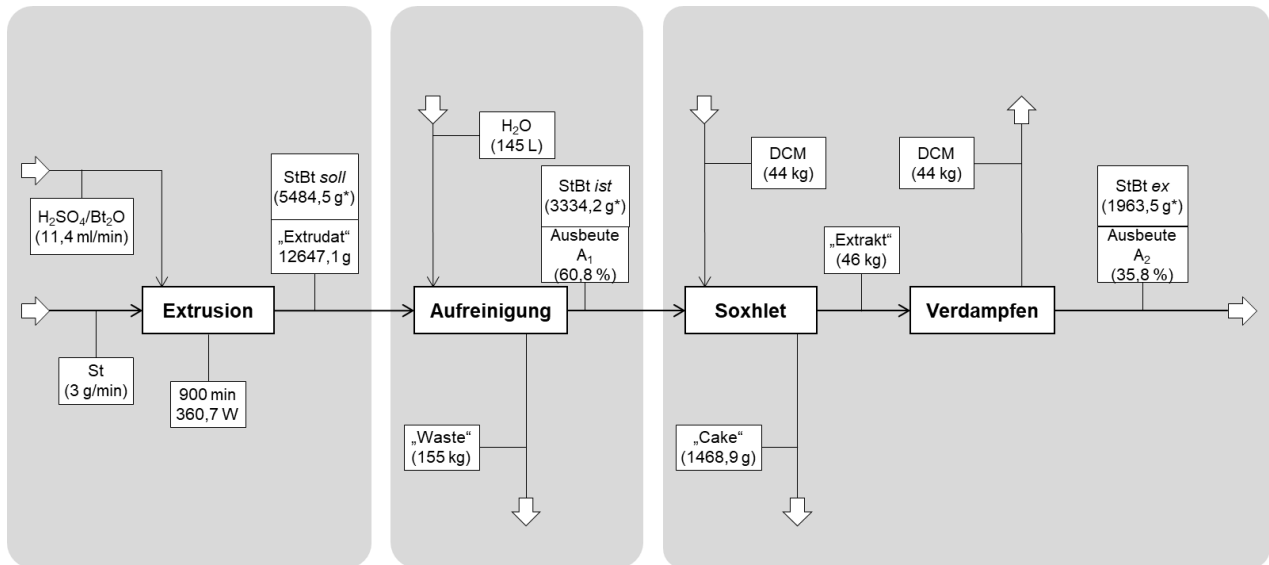 H₂SO₄/Bt₂O
(11,4 ml/min)
St
(3 g/min)
Extrusion
900 min
360,7 W
StBt soll
(5484,5 g*)
„Extrudat“
12647,1 g
H₂O
(145 L)
Aufreinigung
„Waste“
(155 kg)
StBt ist
(3334,2 g*)
Ausbeute
A₁
(60,8 %)
DCM
(44 kg)
Soxhlet
„Cake“
(1468,9 g)
„Extrakt“
(46 kg)
DCM
(44 kg)
Verdampfen
StBt ex
(1963,5 g*)
Ausbeute
A₂
(35,8 %)